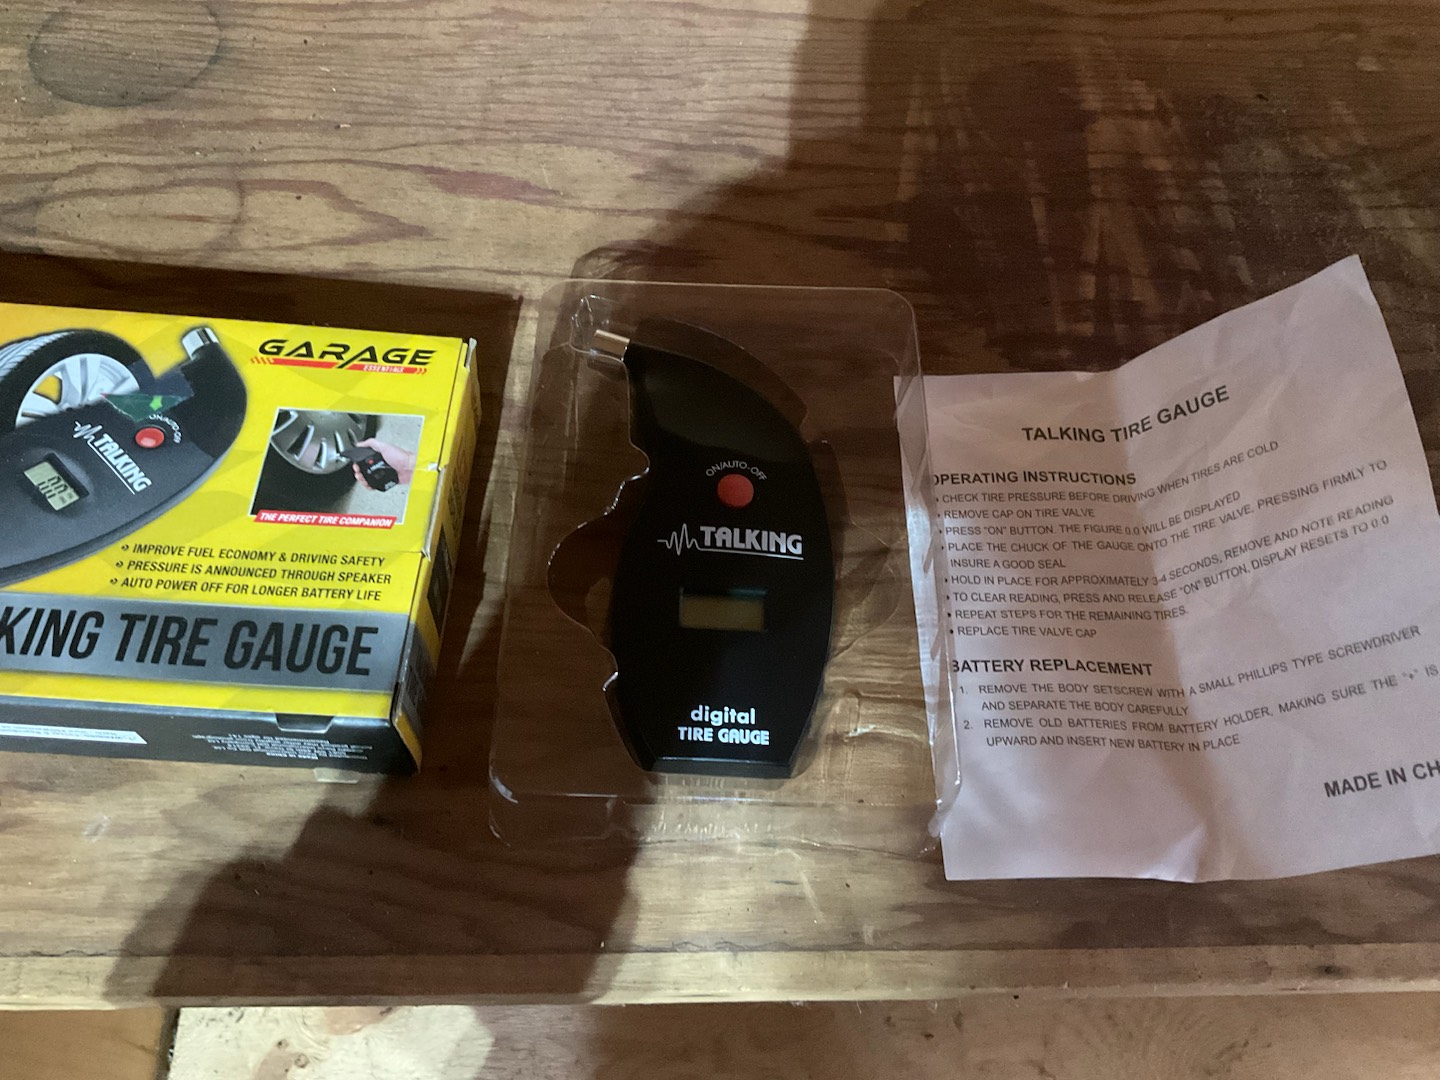 GARAGE
ESSENTIALS
ON/AUTO-OFF
TALKING
THE PERFECT TIRE COMPANION
IMPROVE FUEL ECONOMY & DRIVING SAFETY
PRESSURE IS ANNOUNCED THROUGH SPEAKER
AUTO POWER OFF FOR LONGER BATTERY LIFE
KING TIRE GAUGE
ON/AUTO-OFF
TALKING
digital
TIRE GAUGE
TALKING TIRE GAUGE
OPERATING INSTRUCTIONS
• CHECK TIRE PRESSURE BEFORE DRIVING WHEN TIRES ARE COLD
• REMOVE CAP ON TIRE VALVE
• PRESS "ON" BUTTON. THE FIGURE 0.0 WILL BE DISPLAYED
• PLACE THE CHUCK OF THE GAUGE ONTO THE TIRE VALVE, PRESSING FIRMLY TO
INSURE A GOOD SEAL
• HOLD IN PLACE FOR APPROXIMATELY 3-4 SECONDS, REMOVE AND NOTE READING
• TO CLEAR READING, PRESS AND RELEASE "ON" BUTTON, DISPLAY RESETS TO 0.0
• REPEAT STEPS FOR THE REMAINING TIRES.
• REPLACE TIRE VALVE CAP
BATTERY REPLACEMENT
1. REMOVE THE BODY SETSCREW WITH A SMALL PHILLIPS TYPE SCREWDRIVER
AND SEPARATE THE BODY CAREFULLY
2. REMOVE OLD BATTERIES FROM BATTERY HOLDER, MAKING SURE THE "+" IS
UPWARD AND INSERT NEW BATTERY IN PLACE
MADE IN CH